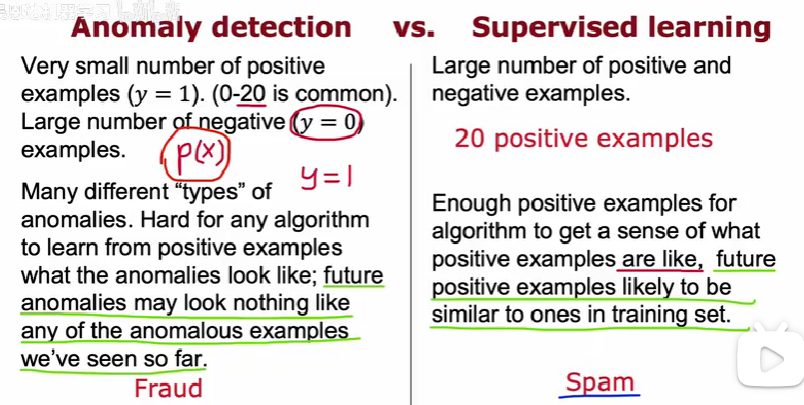 Anomaly detection vs. Supervised learning
Very small number of positive
examples (y = 1). (0-20 is common).
Large number of negative (y = 0)
examples.
p(x)
y=1
Many different “types” of
anomalies. Hard for any algorithm
to learn from positive examples
what the anomalies look like; future
anomalies may look nothing like
any of the anomalous examples
we've seen so far.
Fraud
Large number of positive and
negative examples.
20 positive examples
Enough positive examples for
algorithm to get a sense of what
positive examples are like, future
positive examples likely to be
similar to ones in training set.
Spam